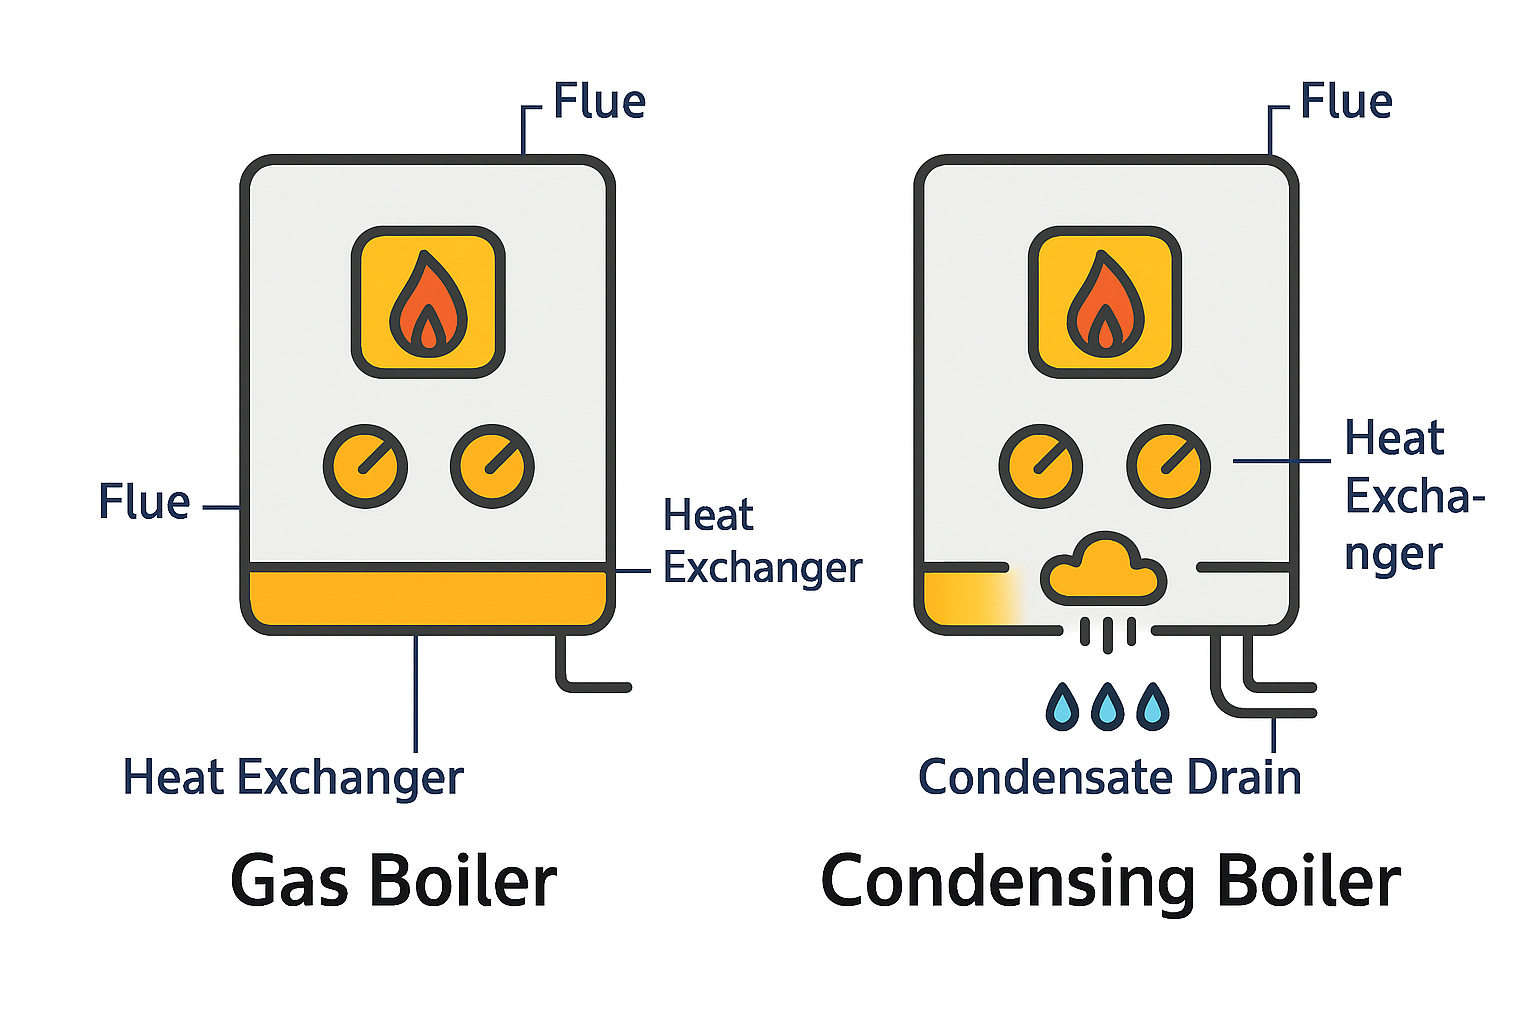 Flue
Flue
Heat
Exchanger
Heat Exchanger
Gas Boiler
Flue
Heat
Excha-
nger
Condensate Drain
Condensing Boiler